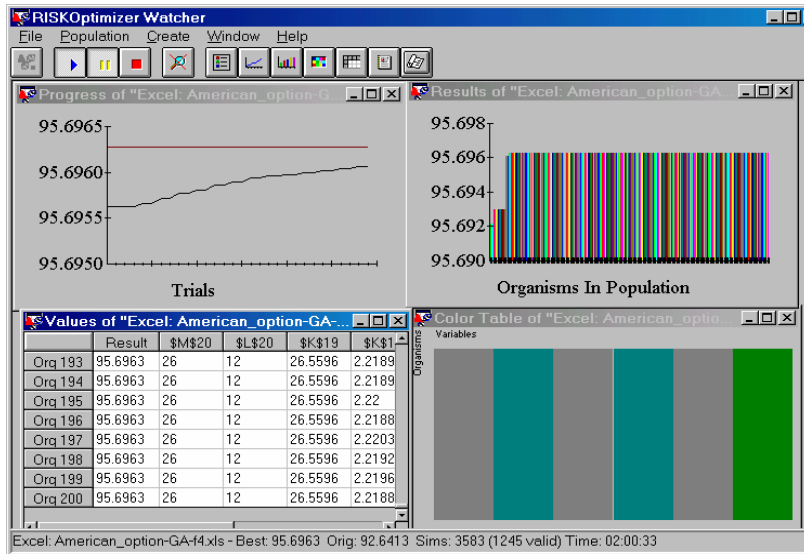 RISKOptimizer Watcher
File Population Create Window Help
Progress of "Excel: American_option-G...
95.6965
95.6960
95.6955
95.6950
Trials
Results of "Excel: American_option-GA...
95.698
95.696
95.694
95.692
95.690
Organisms In Population
Values of "Excel: American_option-GA-...
Result $M$20 $L$20 $K$19 $K$1
Org 193 95.6963 26 12 26.5596 2.2189
Org 194 95.6963 26 12 26.5596 2.2189
Org 195 95.6963 26 12 26.5596 2.22
Org 196 95.6963 26 12 26.5596 2.2188
Org 197 95.6963 26 12 26.5596 2.2203
Org 198 95.6963 26 12 26.5596 2.2192
Org 199 95.6963 26 12 26.5596 2.2196
Org 200 95.6963 26 12 26.5596 2.2188
Color Table of "Excel: American_optio...
Variables
Organisms
Excel: American_option-GA-f4.xls - Best: 95.6963 Orig: 92.6413 Sims: 3583 (1245 valid) Time: 02:00:33